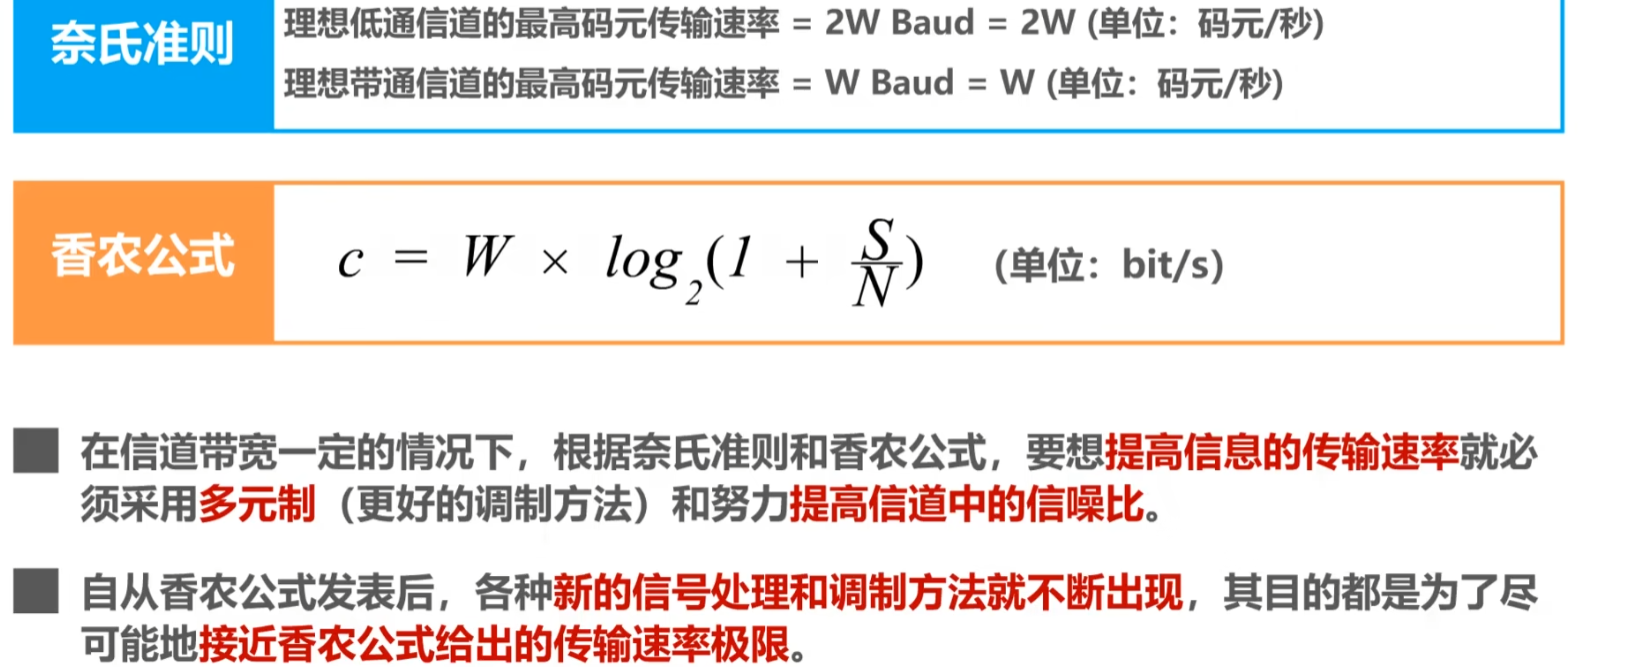 奈氏准则
理想低通信道的最高码元传输速率 = 2W Baud = 2W (单位：码元/秒)
理想带通信道的最高码元传输速率 = W Baud = W (单位：码元/秒)
香农公式
c = W × log₂(1 + S/N) (单位：bit/s)
在信道带宽一定的情况下，根据奈氏准则和香农公式，要想提高信息的传输速率就必
须采用多元制（更好的调制方法）和努力提高信道中的信噪比。
自从香农公式发表后，各种新的信号处理和调制方法就不断出现，其目的都是为了尽
可能地接近香农公式给出的传输速率极限。